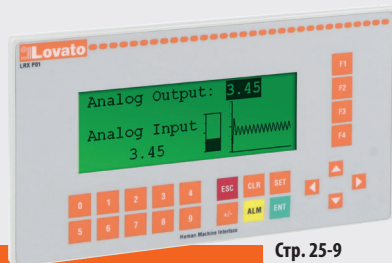 Lovato
LRX P01
Analog Output: 3.45
Analog Input
3.45
F1
F2
F3
F4
0 1 2 3 4 ESC CLR SET
5 6 7 8 9 +/- ALM ENT
Human Machine Interface
Стр. 25-9